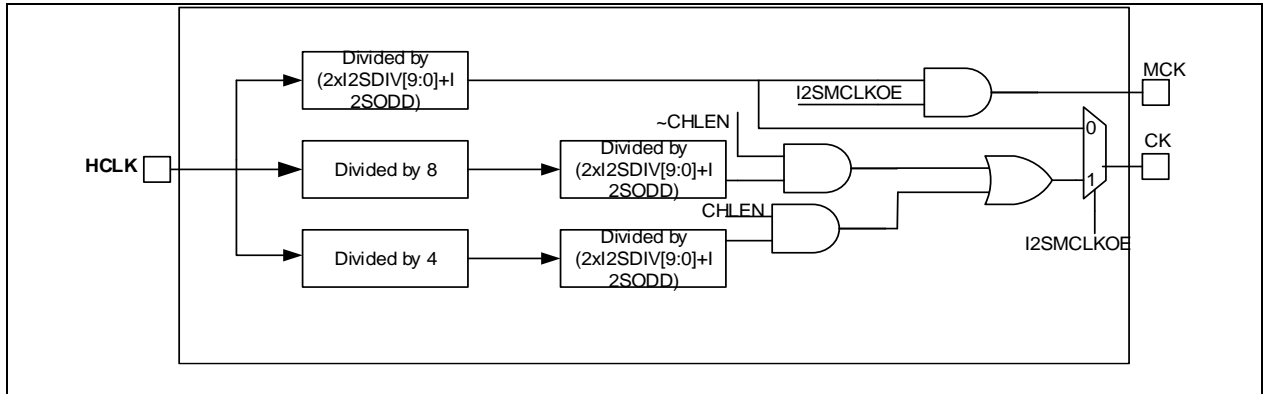 Divided by
(2xI2SDIV[9:0]+I
2SODD)
MCK
I2SMCLKOE
~CHLEN
0
CK
HCLK
Divided by 8
Divided by
(2xI2SDIV[9:0]+I
2SODD)
1
CHLEN
I2SMCLKOE
Divided by 4
Divided by
(2xI2SDIV[9:0]+I
2SODD)